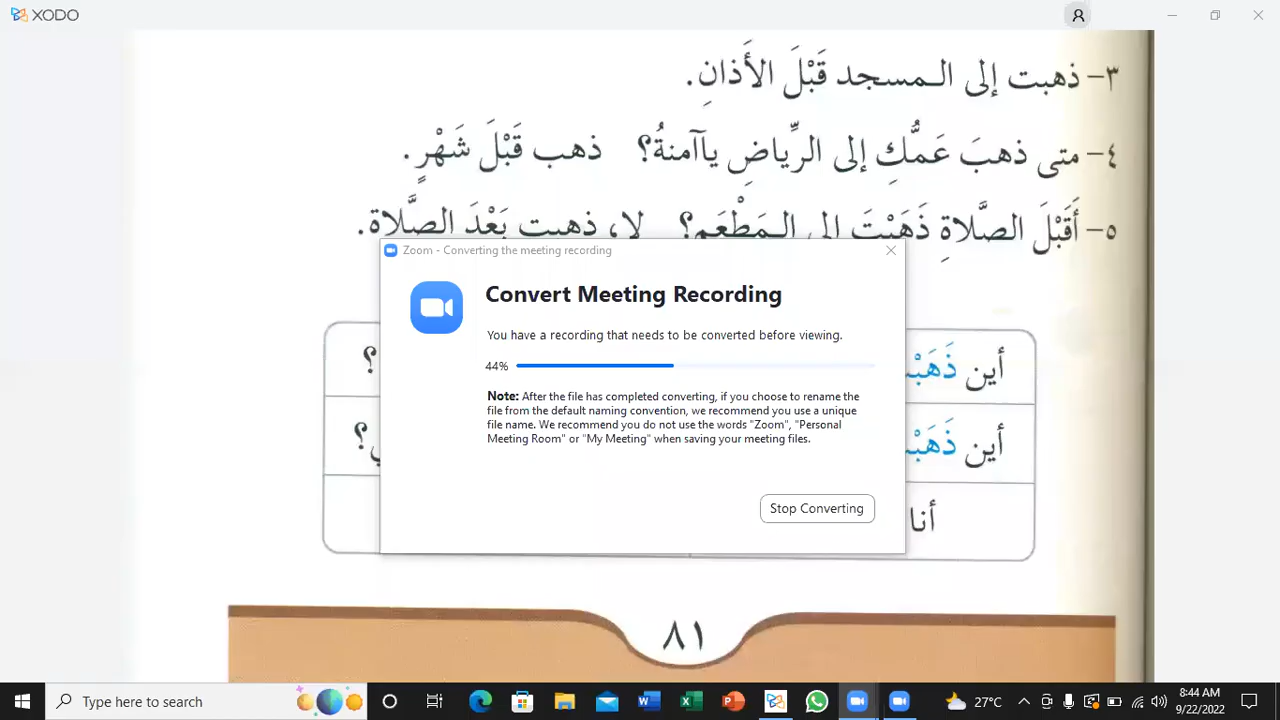 XODO
٣- ذهبت إلى المسجد قَبْلَ الأَذانِ.
٤- متى ذهبَ عَمُّكِ إلى الرِّياضِ يا آمنةُ؟ ذهب قَبْلَ شَهْرٍ.
٥- أَقَبْلَ الصَّلاةِ ذَهَبْتَ إلى المَطْعَمِ؟ لا، ذهبت بَعْدَ الصَّلاة.
Zoom - Converting the meeting recording
Convert Meeting Recording
You have a recording that needs to be converted before viewing.
44%
Note: After the file has completed converting, if you choose to rename the
file from the default naming convention, we recommend you use a unique
file name. We recommend you do not use the words "Zoom", "Personal
Meeting Room" or "My Meeting" when saving your meeting files.
Stop Converting
أين
أين
أنا
٨١
Type here to search
27°C
8:44 AM
9/22/2022